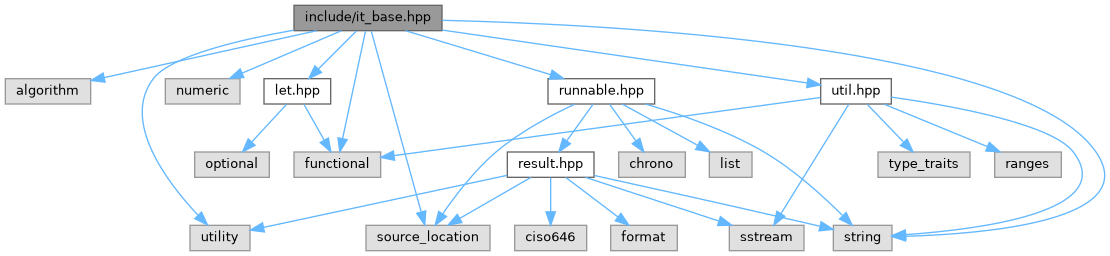 include/it_base.hpp
algorithm
numeric
let.hpp
runnable.hpp
util.hpp
optional
functional
result.hpp
chrono
list
type_traits
ranges
utility
source_location
ciso646
format
sstream
string